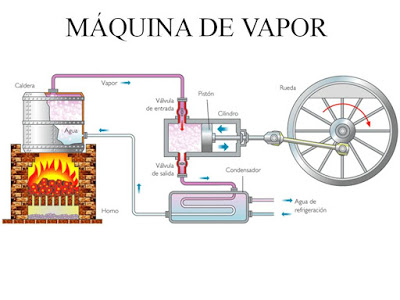 MÁQUINA DE VAPOR
Caldera
Vapor
Válvula
de entrada
Pistón
Cilindro
Rueda
Agua
Válvula
de salida
Condensador
Horno
Agua de
refrigeración